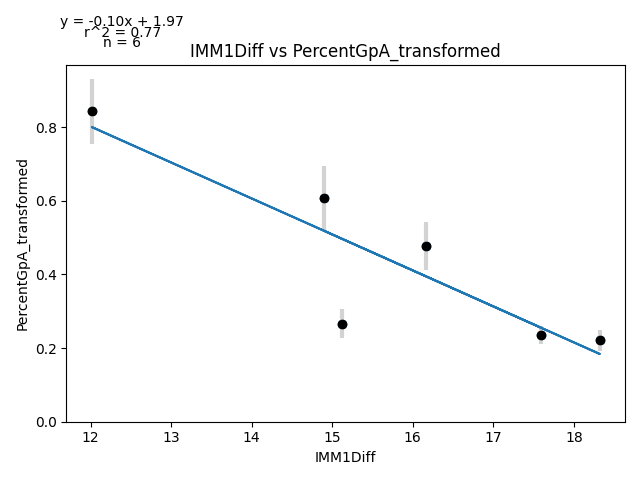 y = -0.10x + 1.97
r^2 = 0.77
n = 6
IMM1Diff vs PercentGpA_transformed
PercentGpA_transformed
0.8
0.6
0.4
0.2
0.0
12 13 14 15 16 17 18
IMM1Diff